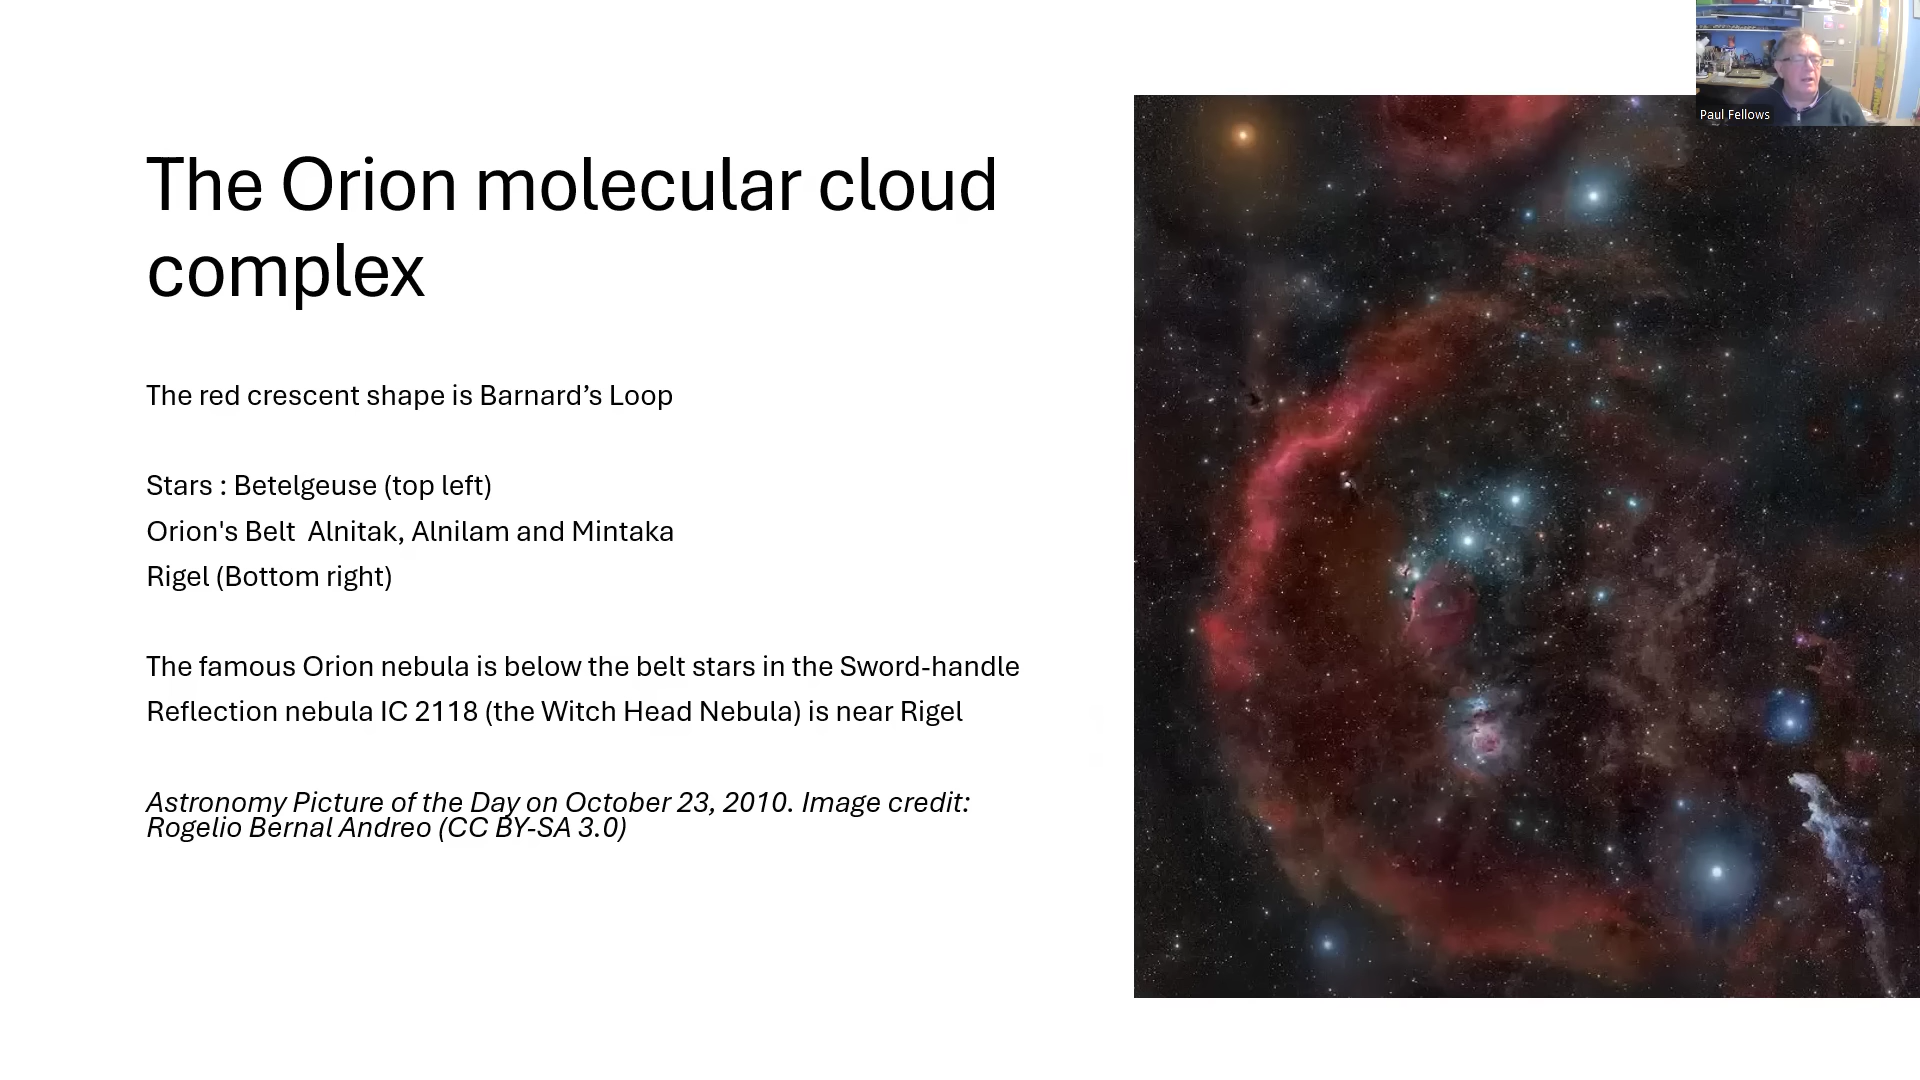 Paul Fellows
The Orion molecular cloud
complex
The red crescent shape is Barnard’s Loop
Stars : Betelgeuse (top left)
Orion's Belt  Alnitak, Alnilam and Mintaka
Rigel (Bottom right)
The famous Orion nebula is below the belt stars in the Sword-handle
Reflection nebula IC 2118 (the Witch Head Nebula) is near Rigel
Astronomy Picture of the Day on October 23, 2010. Image credit:
Rogelio Bernal Andreo (CC BY-SA 3.0)